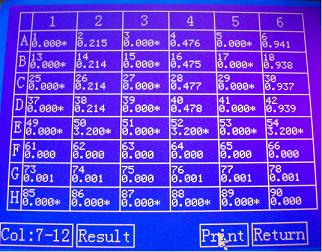 1 2 3 4 5 6
A 1 2 3 4 5 6
0.000* 0.215 0.000* 0.476 0.000* 0.941
B 13 14 15 16 17 18
0.000* 0.214 0.000* 0.475 0.000* 0.938
C 25 26 27 28 29 30
0.000* 0.214 0.000* 0.477 0.000* 0.937
D 37 38 39 40 41 42
0.000* 0.214 0.000* 0.478 0.000* 0.939
E 49 50 51 52 53 54
0.000* 3.200* 0.000* 3.200* 0.000* 3.200*
F 61 62 63 64 65 66
0.000 0.000 0.000 0.000 0.000 0.000
G 73 74 75 76 77 78
0.001 0.001 0.000 0.001 0.000 0.001
H 85 86 87 88 89 90
0.000* 0.000* 0.000* 0.000* 0.000* 0.000
Col:7-12 Result Print Return